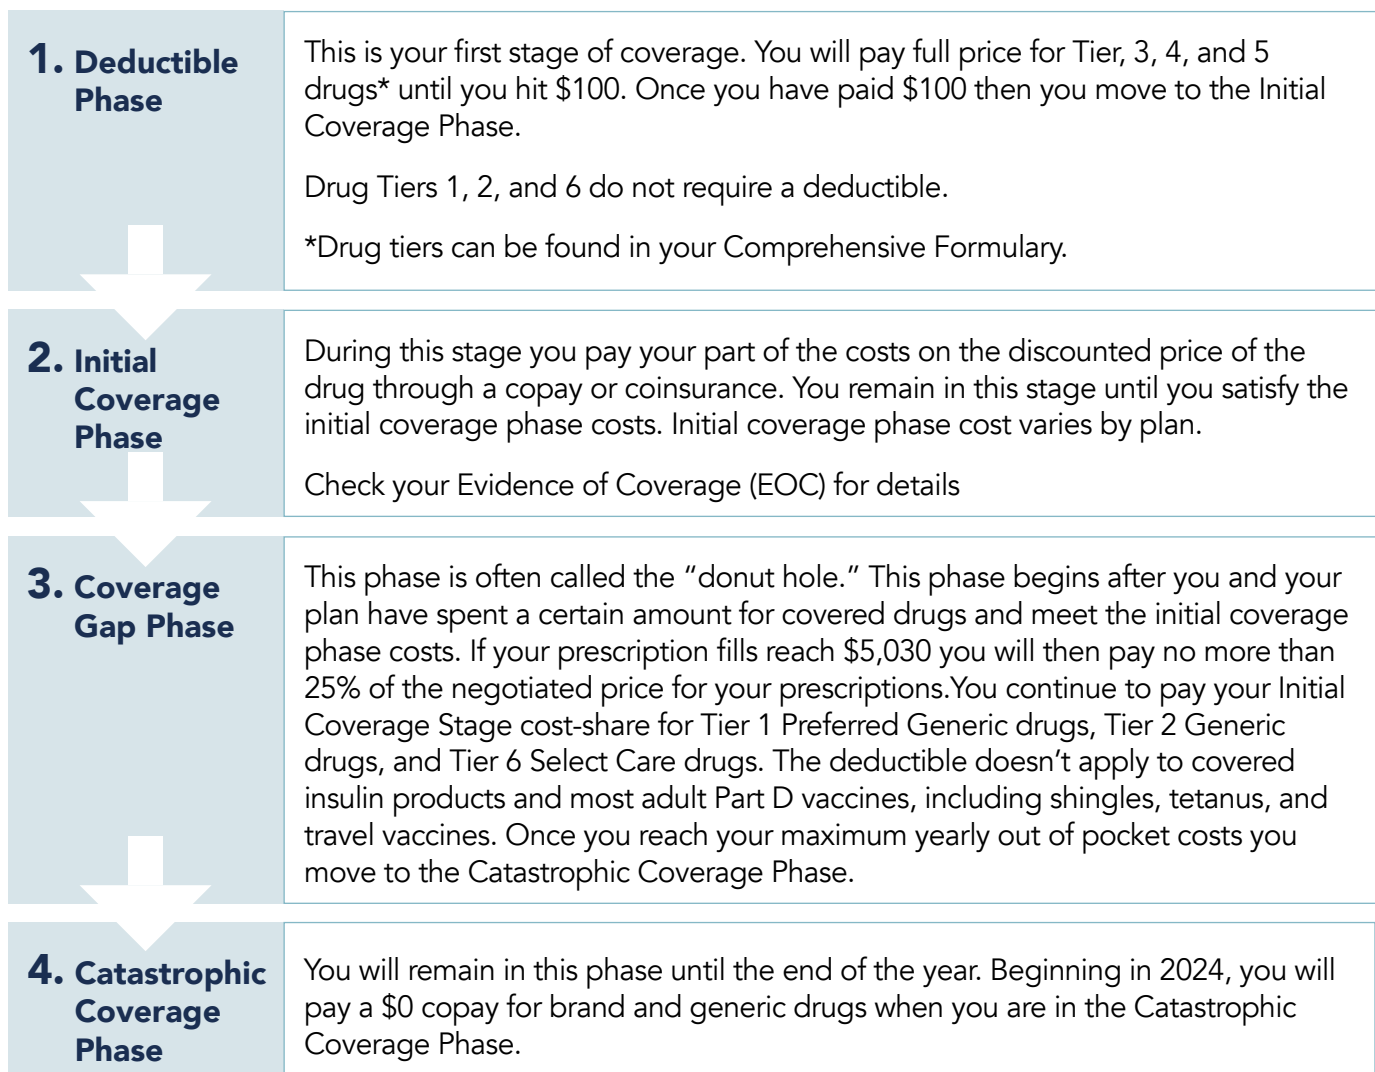 1. Deductible
Phase
This is your first stage of coverage. You will pay full price for Tier, 3, 4, and 5
drugs* until you hit $100. Once you have paid $100 then you move to the Initial
Coverage Phase.
Drug Tiers 1, 2, and 6 do not require a deductible.
*Drug tiers can be found in your Comprehensive Formulary.
2. Initial
Coverage
Phase
During this stage you pay your part of the costs on the discounted price of the
drug through a copay or coinsurance. You remain in this stage until you satisfy the
initial coverage phase costs. Initial coverage phase cost varies by plan.
Check your Evidence of Coverage (EOC) for details
3. Coverage
Gap Phase
This phase is often called the “donut hole.” This phase begins after you and your
plan have spent a certain amount for covered drugs and meet the initial coverage
phase costs. If your prescription fills reach $5,030 you will then pay no more than
25% of the negotiated price for your prescriptions.You continue to pay your Initial
Coverage Stage cost-share for Tier 1 Preferred Generic drugs, Tier 2 Generic
drugs, and Tier 6 Select Care drugs. The deductible doesn’t apply to covered
insulin products and most adult Part D vaccines, including shingles, tetanus, and
travel vaccines. Once you reach your maximum yearly out of pocket costs you
move to the Catastrophic Coverage Phase.
4. Catastrophic
Coverage
Phase
You will remain in this phase until the end of the year. Beginning in 2024, you will
pay a $0 copay for brand and generic drugs when you are in the Catastrophic
Coverage Phase.